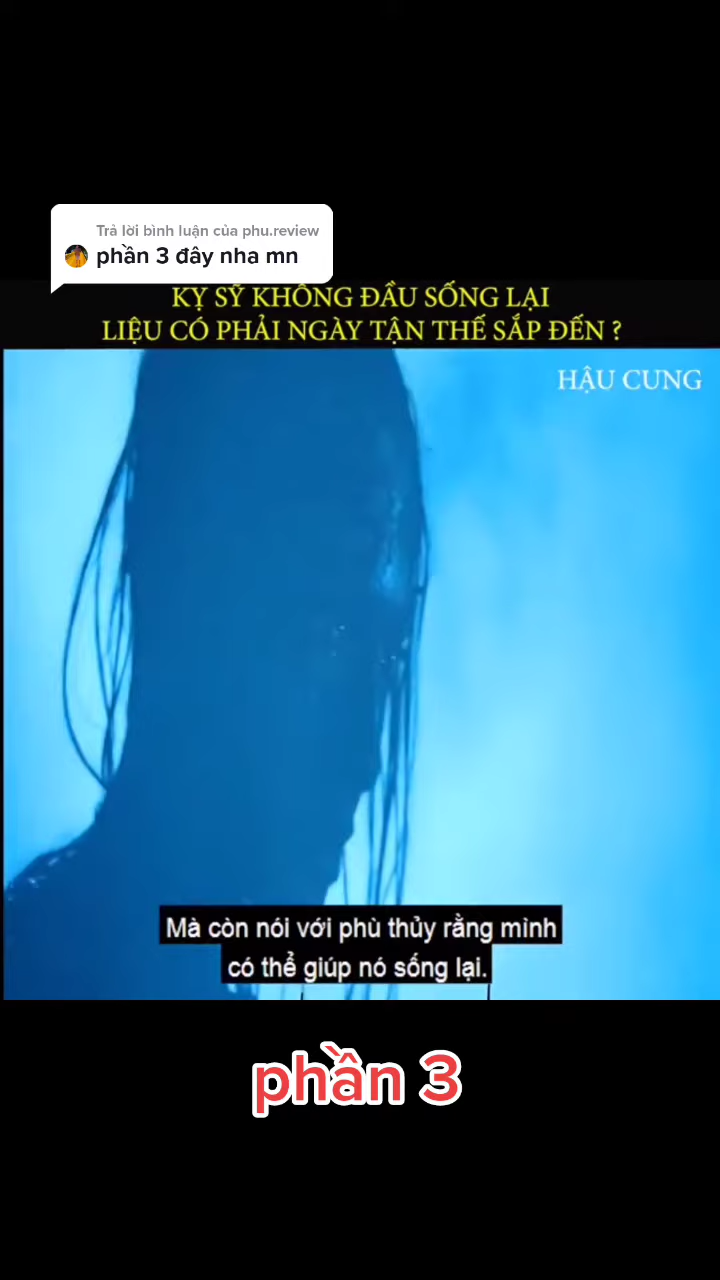 Trả lời bình luận của phu.review
phần 3 đây nha mn
KỴ SỸ KHÔNG ĐẦU SỐNG LẠI
LIỆU CÓ PHẢI NGÀY TẬN THẾ SẮP ĐẾN ?
HẬU CUNG
Mà còn nói với phù thủy rằng mình
có thể giúp nó sống lại.
phần 3